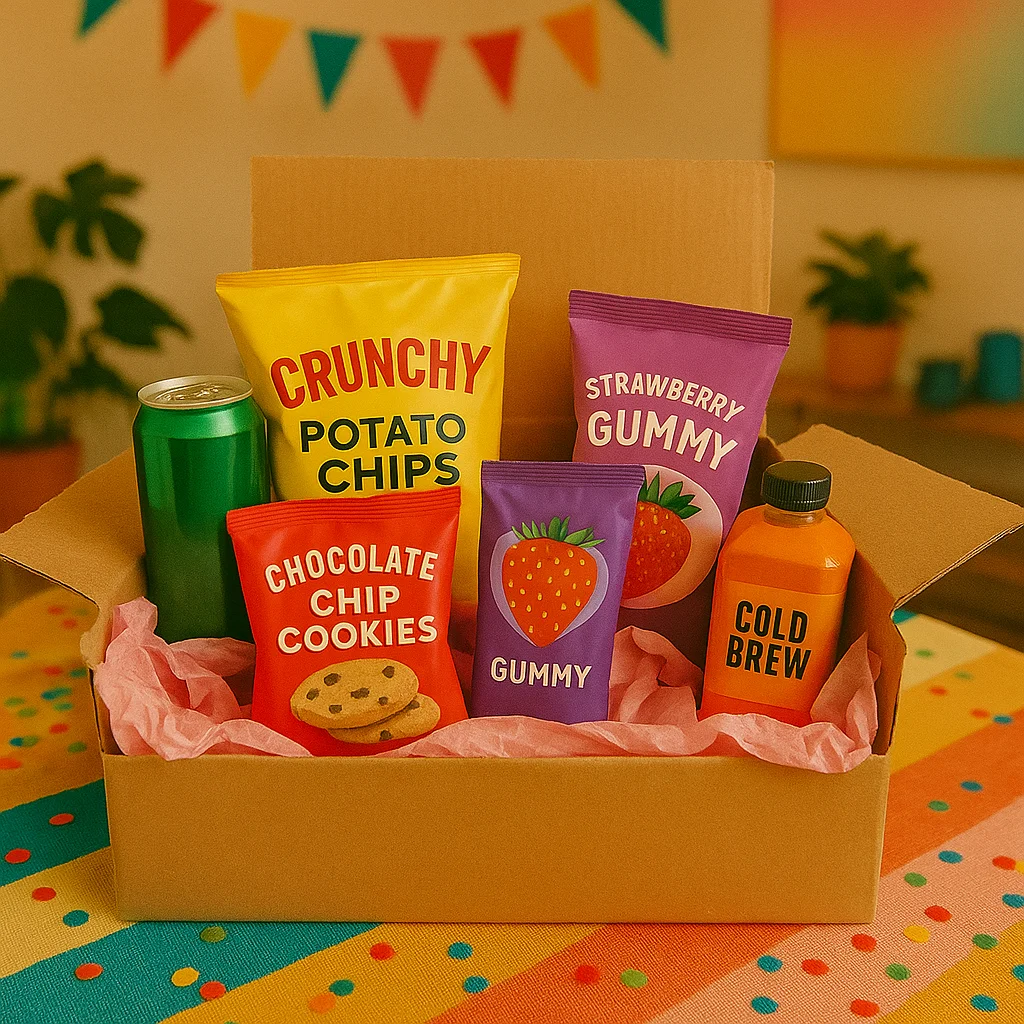 CRUNCHY
POTATO
CHIPS
STRAWBERRY
GUMMY
CHOCOLATE
CHIP
COOKIES
GUMMY
COLD
BREW